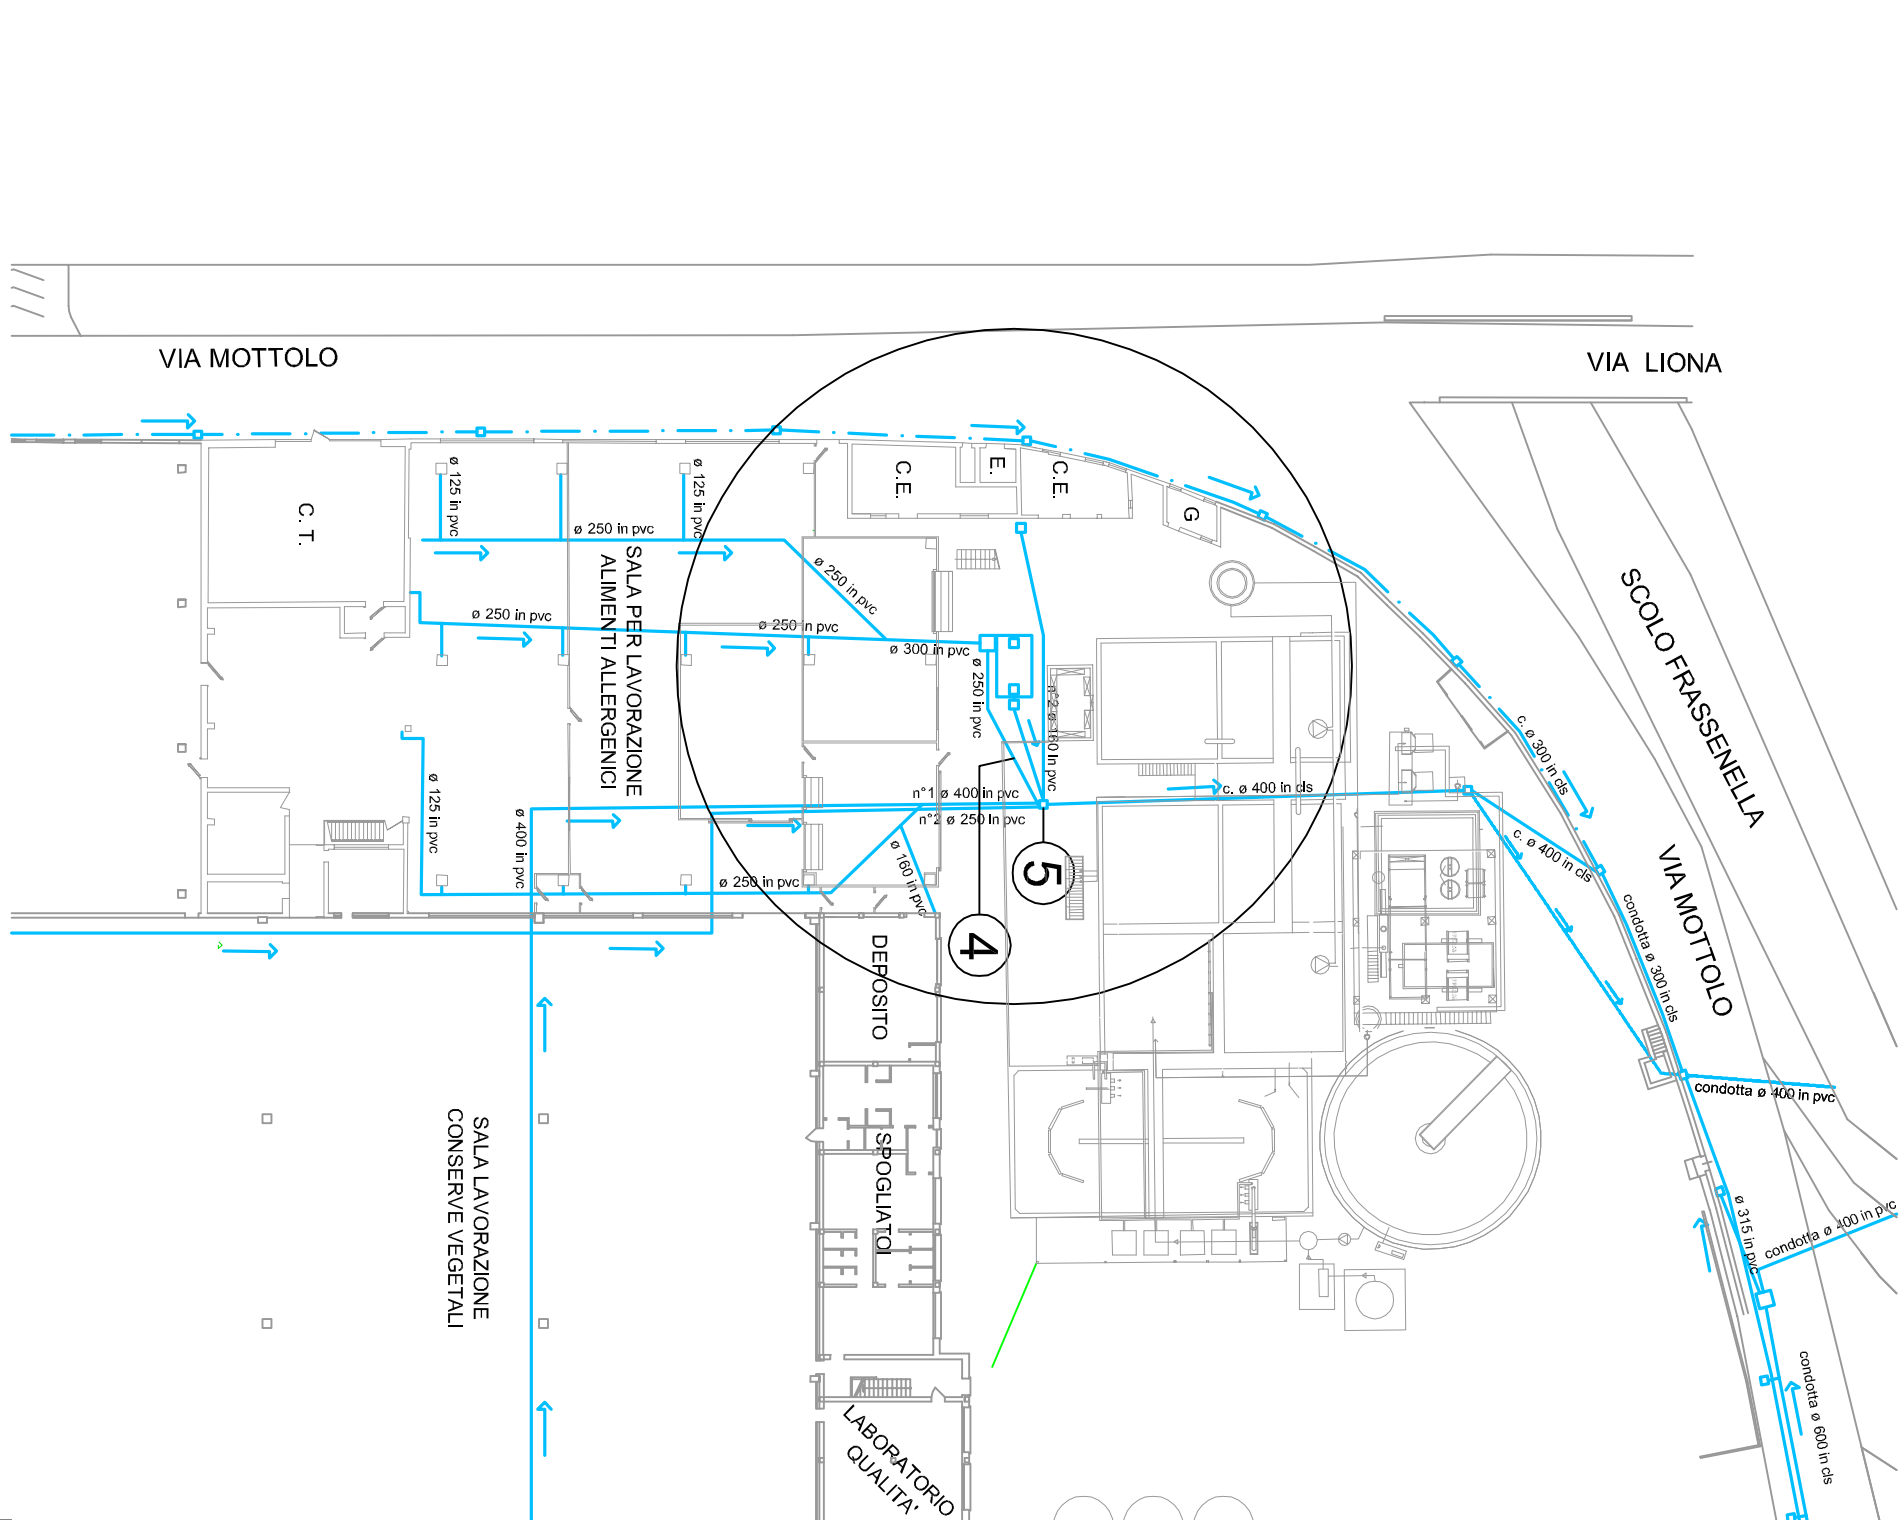 VIA MOTTOLO
VIA LIONA
C. T.
ø 125 in pvc
ø 125 in pvc
C.E.
E.
C.E.
G
ø 250 in pvc
SALA PER LAVORAZIONE
ALIMENTI ALLERGENICI
ø 250 in pvc
ø 250 in pvc
ø 250 in pvc
ø 300 in pvc
ø 250 in pvc
n°2 ø 160 in pvc
SCOLO FRASSENELLA
c. ø 300 in cls
ø 125 in pvc
ø 400 in pvc
n°1 ø 400 in pvc
n°2 ø 250 in pvc
c. ø 400 in cls
c. ø 400 in cls
ø 250 in pvc
ø 160 in pvc
5
4
VIA MOTTOLO
condotta ø 300 in cls
DEPOSITO
condotta ø 400 in pvc
SALA LAVORAZIONE
CONSERVE VEGETALI
SPOGLIATOI
ø 315 in pvc
condotta ø 400 in pvc
condotta ø 600 in cls
LABORATORIO
QUALITA'